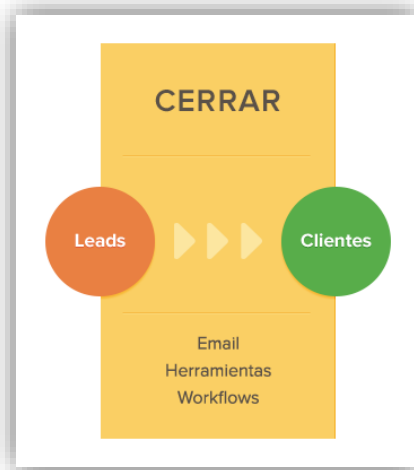 CERRAR
Leads
Clientes
Email
Herramientas
Workflows